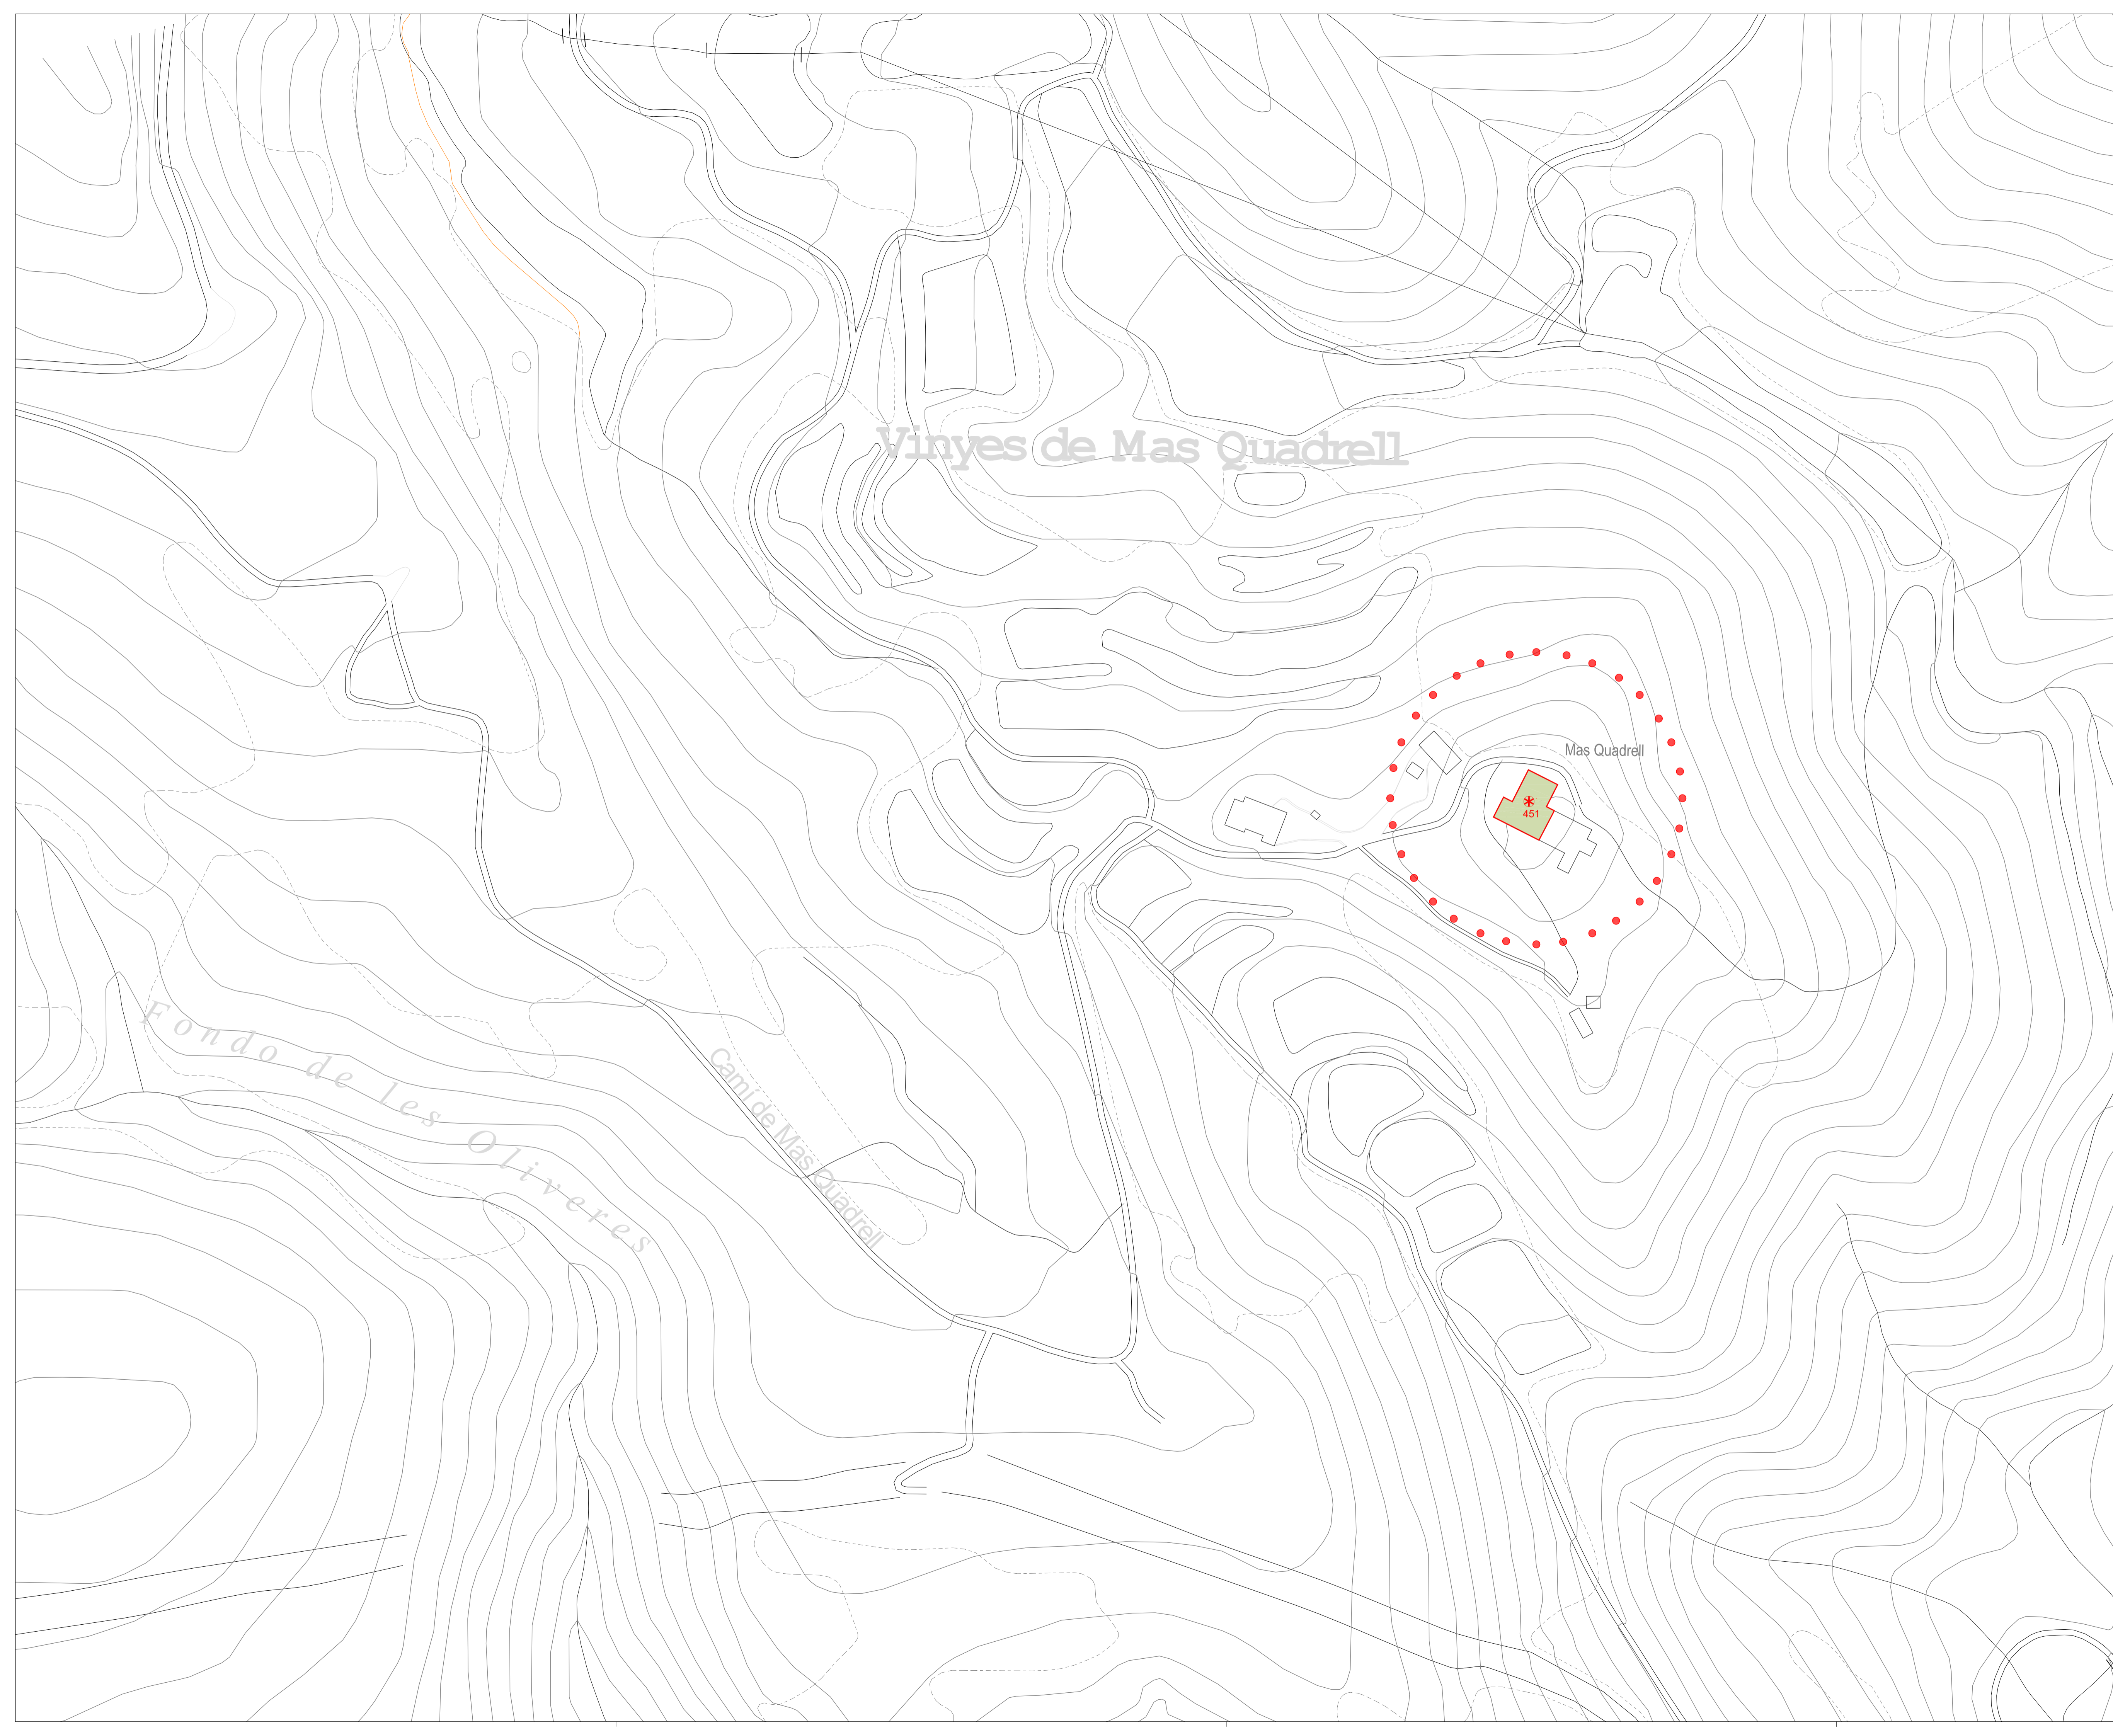 Vinyes de Mas Quadrell
Mas Quadrell
451
Fondo de les Oliveres
Camí de Mas Quadrell